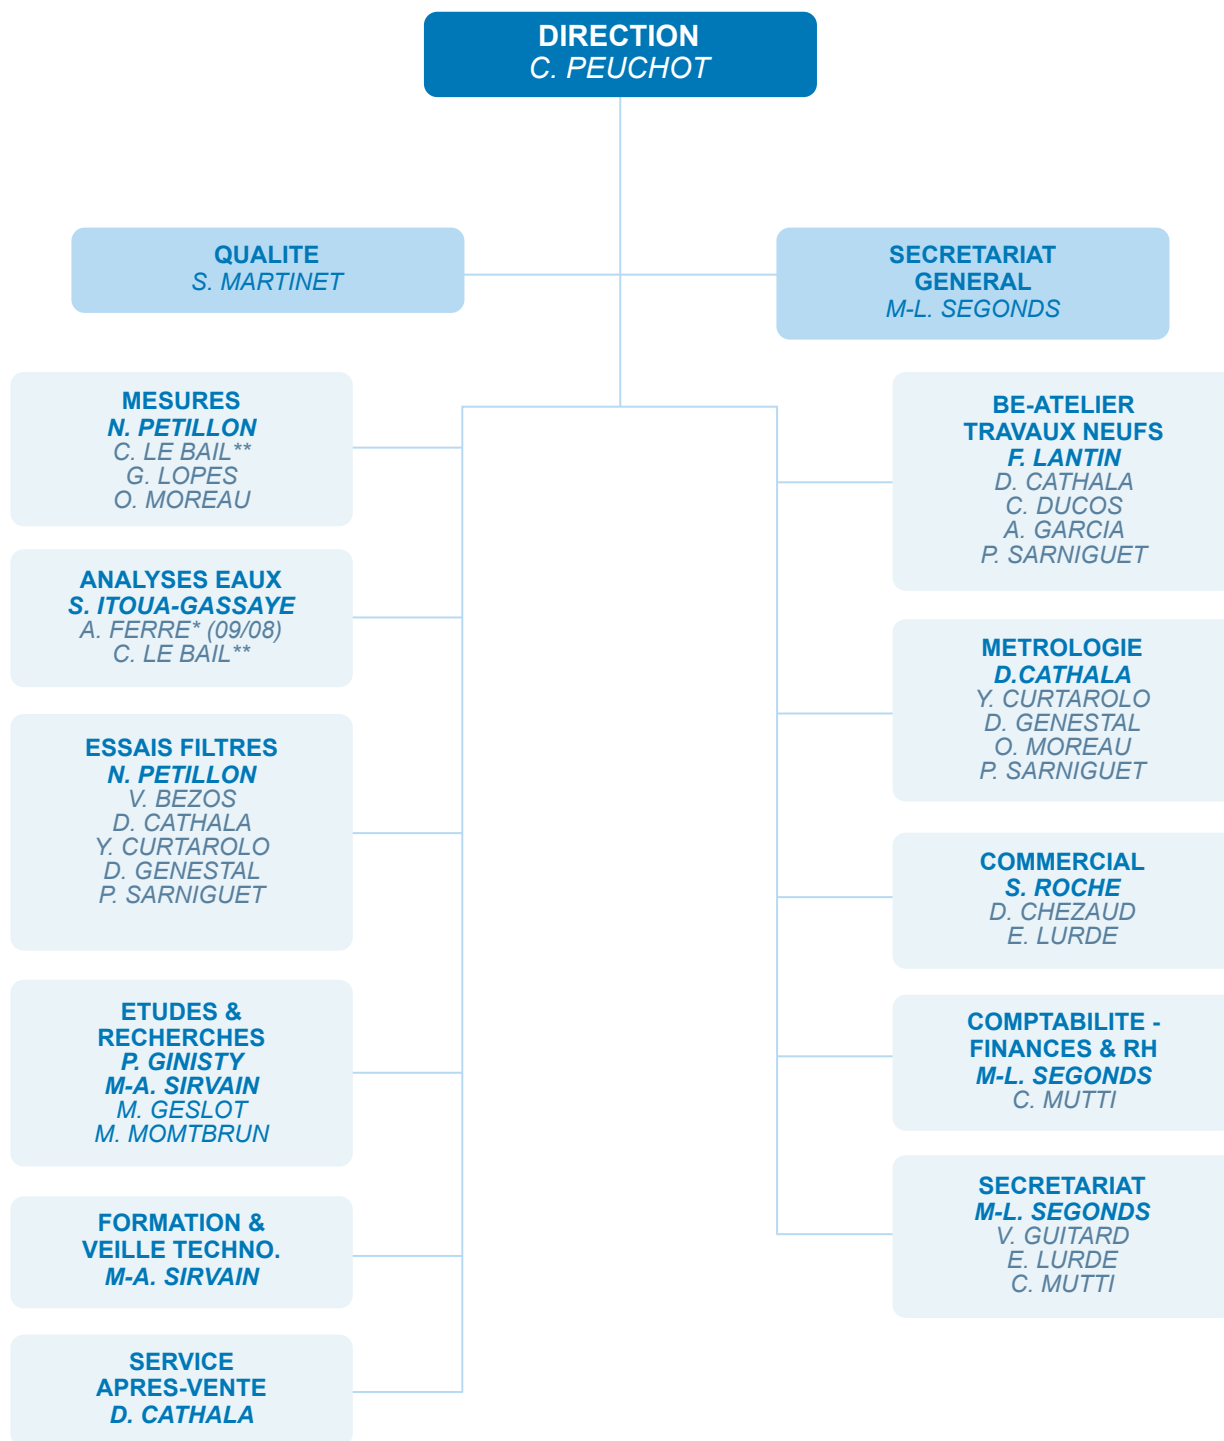 DIRECTION
C. PEUCHOT
QUALITE
S. MARTINET
SECRETARIAT
GENERAL
M-L. SEGONDS
MESURES
N. PETILLON
C. LE BAIL**
G. LOPES
O. MOREAU
ANALYSES EAUX
S. ITOUA-GASSAYE
A. FERRE* (09/08)
C. LE BAIL**
ESSAIS FILTRES
N. PETILLON
V. BEZOS
D. CATHALA
Y. CURTAROLO
D. GENESTAL
P. SARNIGUET
ETUDES &
RECHERCHES
P. GINISTY
M-A. SIRVAIN
M. GESLOT
M. MOMTBRUN
FORMATION &
VEILLE TECHNO.
M-A. SIRVAIN
SERVICE
APRES-VENTE
D. CATHALA
BE-ATELIER
TRAVAUX NEUFS
F. LANTIN
D. CATHALA
C. DUCOS
A. GARCIA
P. SARNIGUET
METROLOGIE
D.CATHALA
Y. CURTAROLO
D. GENESTAL
O. MOREAU
P. SARNIGUET
COMMERCIAL
S. ROCHE
D. CHEZAUD
E. LURDE
COMPTABILITE -
FINANCES & RH
M-L. SEGONDS
C. MUTTI
SECRETARIAT
M-L. SEGONDS
V. GUITARD
E. LURDE
C. MUTTI